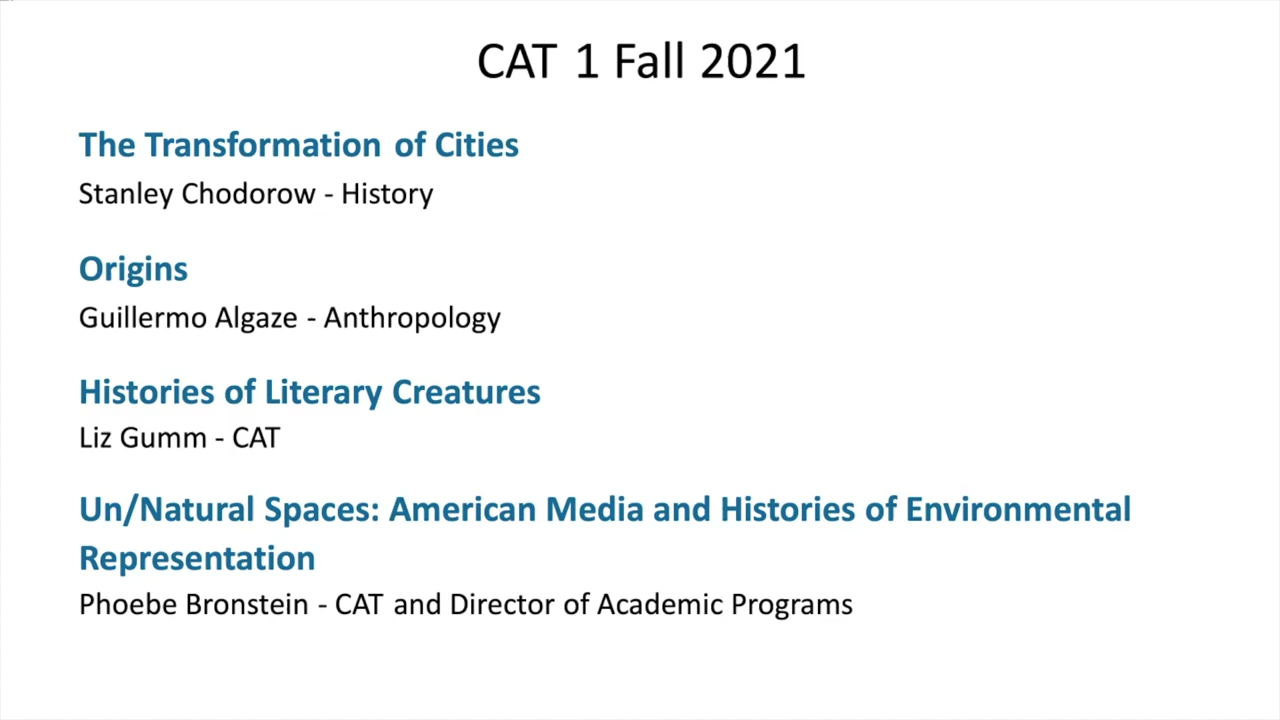 CAT 1 Fall 2021
The Transformation of Cities
Stanley Chodorow - History
Origins
Guillermo Algaze - Anthropology
Histories of Literary Creatures
Liz Gumm - CAT
Un/Natural Spaces: American Media and Histories of Environmental
Representation
Phoebe Bronstein - CAT and Director of Academic Programs